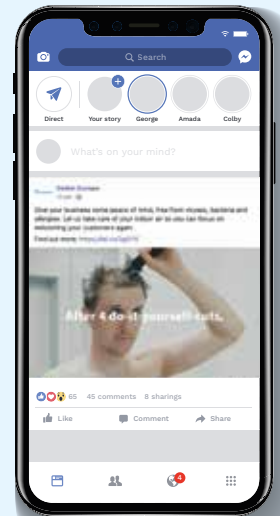 Search
Direct Your story George Amada Colby
What's on your mind?
Give your business some peace of mind, free from viruses, bacteria and
allergies. Let us take care of your indoor air so you can focus on
welcoming your customers again.
Find out more:
After 4 do-it-yourself cuts.
65 45 comments 8 sharings
Like Comment Share
4